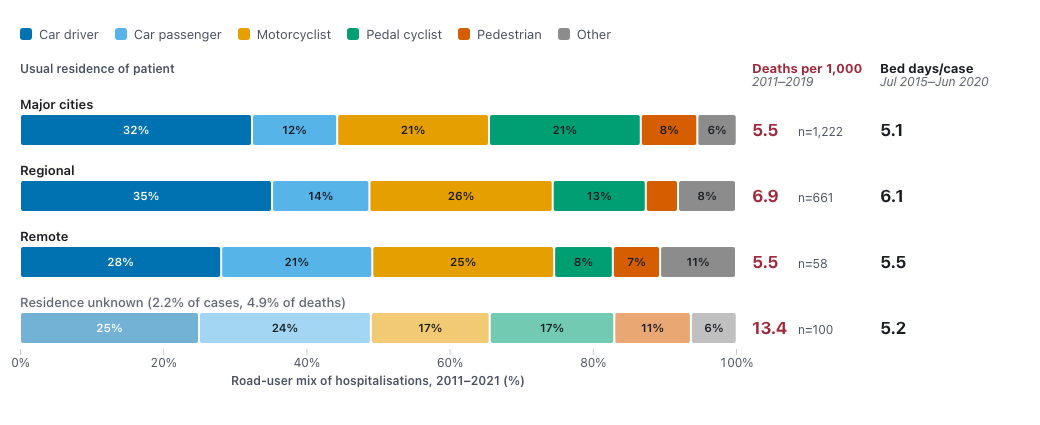 Car driver Car passenger Motorcyclist Pedal cyclist Pedestrian Other
Usual residence of patient Deaths per 1,000 Bed days/case
2011–2019 Jul 2015–Jun 2020
Major cities
32% 12% 21% 21% 8% 6% 5.5 n=1,222 5.1
Regional
35% 14% 26% 13% 8% 6.9 n=661 6.1
Remote
28% 21% 25% 8% 7% 11% 5.5 n=58 5.5
Residence unknown (2.2% of cases, 4.9% of deaths)
25% 24% 17% 17% 11% 6% 13.4 n=100 5.2
0% 20% 40% 60% 80% 100%
Road-user mix of hospitalisations, 2011–2021 (%)